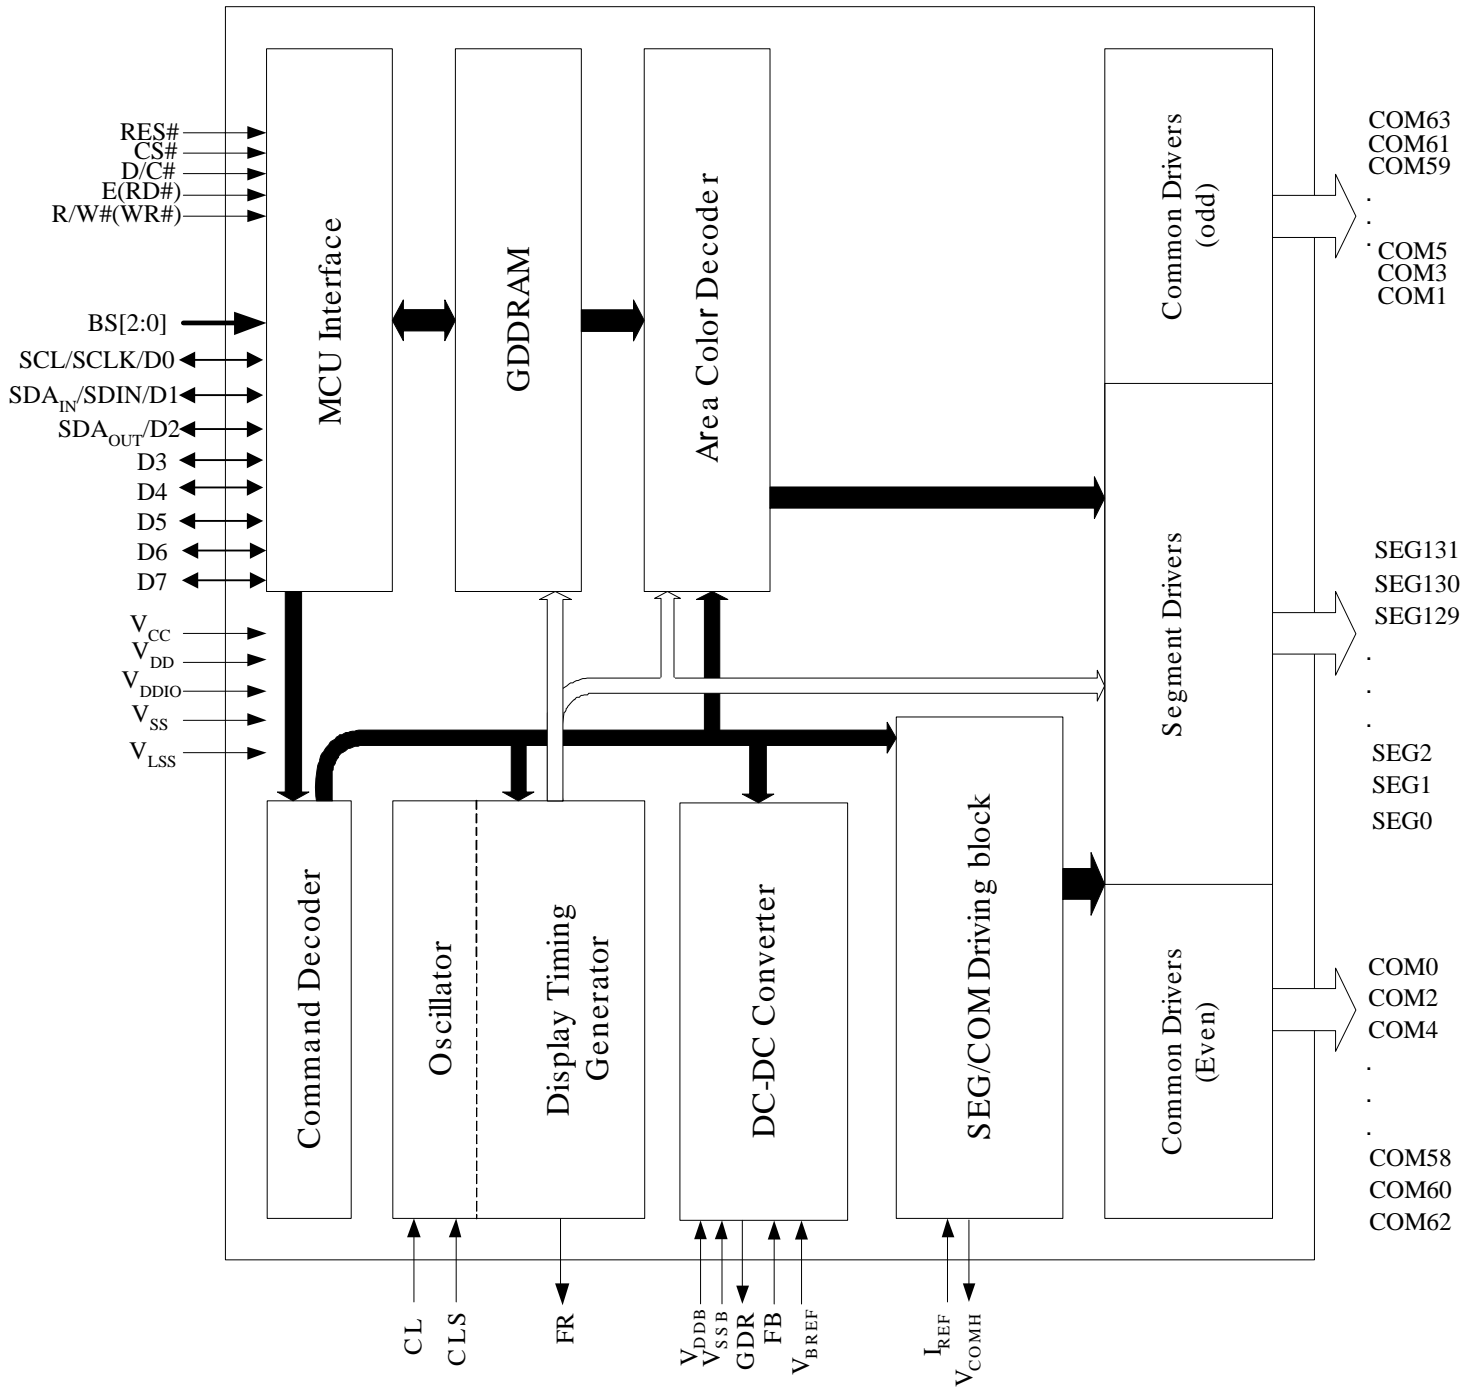 RES#
CS#
D/C#
E(RD#)
R/W#(WR#)
BS[2:0]
SCL/SCLK/D0
SDAIN/SDIN/D1
SDAOUT/D2
D3
D4
D5
D6
D7
VCC
VDD
VDDIO
VSS
VLSS
MCU Interface
GDDRAM
Area Color Decoder
Common Drivers
(odd)
Segment Drivers
Common Drivers
(Even)
Command Decoder
Oscillator
Display Timing
Generator
DC-DC Converter
SEG/COM Driving block
COM63
COM61
COM59
.
.
.
COM5
COM3
COM1
SEG131
SEG130
SEG129
.
.
.
SEG2
SEG1
SEG0
COM0
COM2
COM4
.
.
.
COM58
COM60
COM62
CL
CLS
FR
VDDB
VSSB
GDR
FB
VBREF
IREF
VCOMH